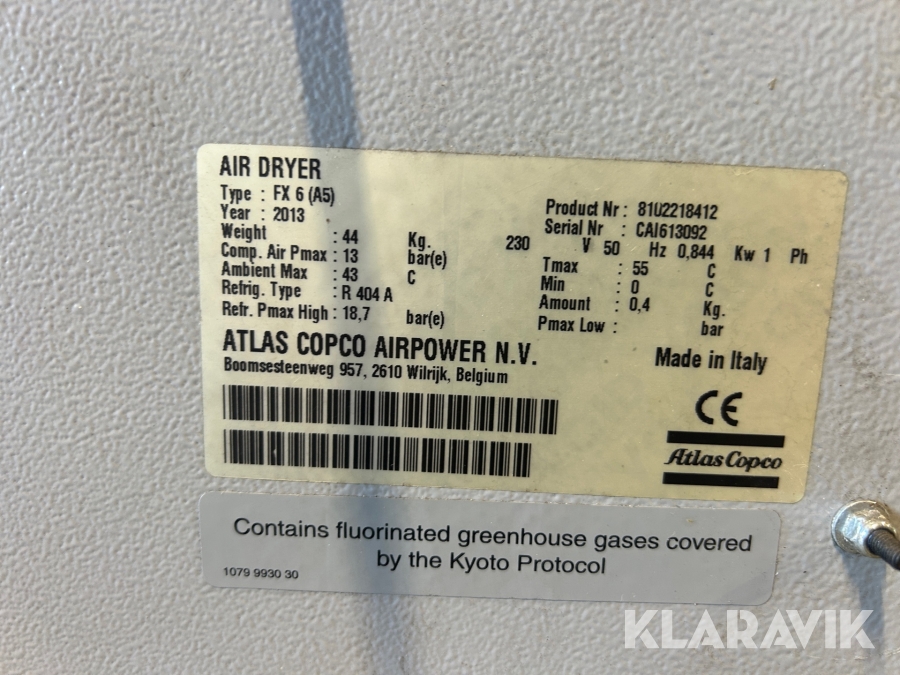 AIR DRYER
Type : FX 6 (A5)
Product Nr : 8102218412
Year : 2013
Serial Nr : CAI613092
Weight : 44 Kg. 230 V 50 Hz 0,844 Kw 1 Ph
Comp. Air Pmax : 13 bar(e) Tmax : 55 C
Ambient Max : 43 C Min : 0 C
Refrig. Type : R 404 A Amount : 0,4 Kg.
Refr. Pmax High : 18,7 bar(e) Pmax Low : bar
ATLAS COPCO AIRPOWER N.V.
Made in Italy
Boomsesteenweg 957, 2610 Wilrijk, Belgium
CE
Atlas Copco
Contains fluorinated greenhouse gases covered
by the Kyoto Protocol
1079 9930 30
KLARAVIK